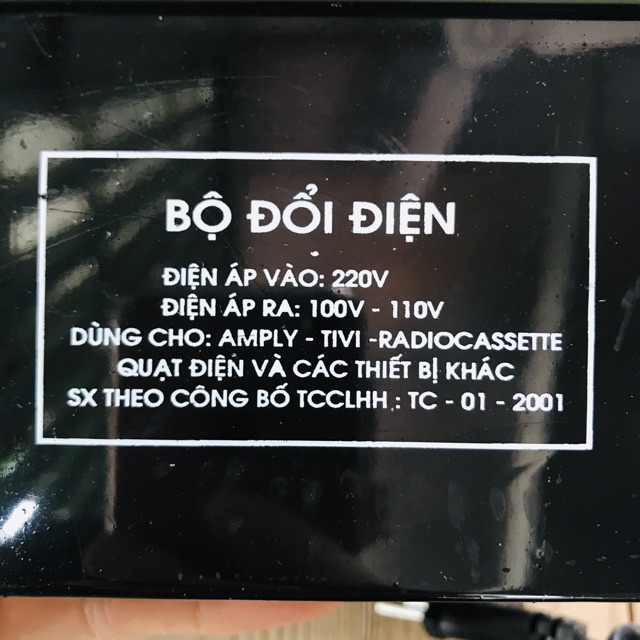 BỘ ĐỔI ĐIỆN
ĐIỆN ÁP VÀO: 220V
ĐIỆN ÁP RA: 100V - 110V
DÙNG CHO: AMPLY - TIVI -RADIOCASSETTE
QUẠT ĐIỆN VÀ CÁC THIẾT BỊ KHÁC
SX THEO CÔNG BỐ TCCLHH : TC - 01 - 2001